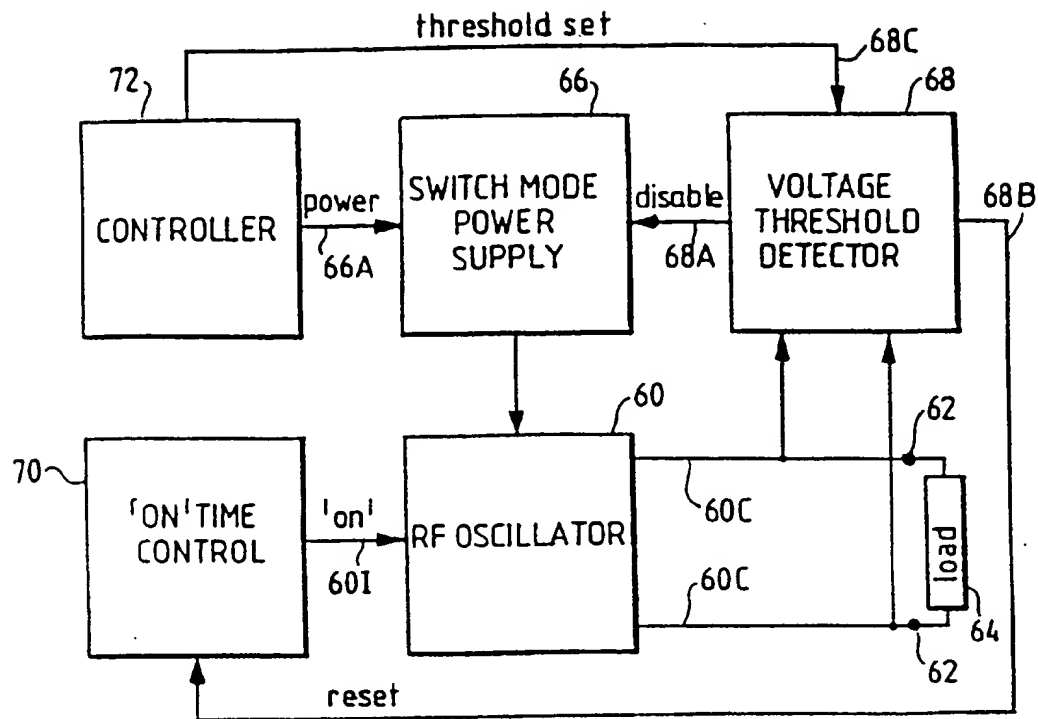 threshold set
68C
72
66
68
CONTROLLER
power
66A
SWITCH MODE
POWER
SUPPLY
disable
68A
VOLTAGE
THRESHOLD
DETECTOR
68B
60
62
70
'ON' TIME
CONTROL
'on'
60I
RF OSCILLATOR
60C
60C
load
64
62
reset